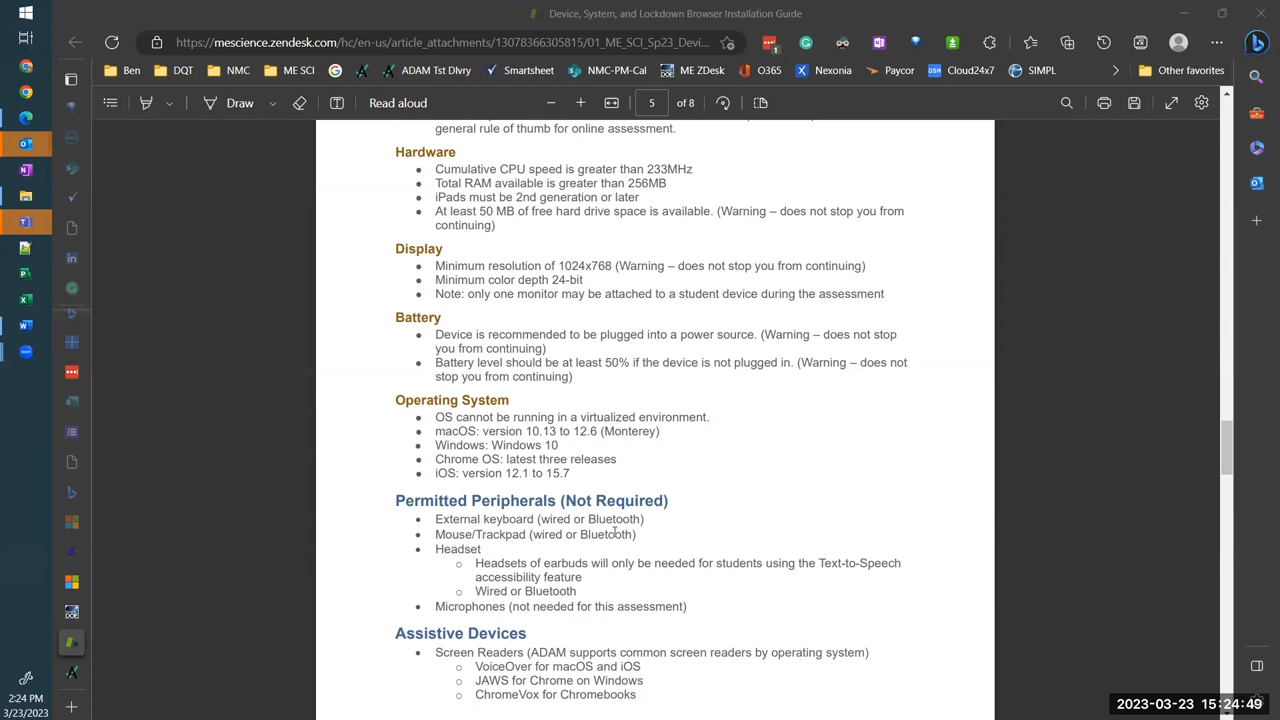 Device, System, and Lockdown Browser Installation Guide
https://mescience.zendesk.com/hc/en-us/article_attachments/13078366305815/01_ME_SCI_Sp23_Devi...
Ben
DQT
NMC
ME SCI
ADAM Tst Dlvry
Smartsheet
NMC-PM-Cal
ME ZDesk
O365
Nexonia
Paycor
Cloud24x7
SIMPL
Other favorites
Draw
Read aloud
5 of 8
general rule of thumb for online assessment.
Hardware
● Cumulative CPU speed is greater than 233MHz
● Total RAM available is greater than 256MB
● iPads must be 2nd generation or later
● At least 50 MB of free hard drive space is available. (Warning – does not stop you from
continuing)
Display
● Minimum resolution of 1024x768 (Warning – does not stop you from continuing)
● Minimum color depth 24-bit
● Note: only one monitor may be attached to a student device during the assessment
Battery
● Device is recommended to be plugged into a power source. (Warning – does not stop
you from continuing)
● Battery level should be at least 50% if the device is not plugged in. (Warning – does not
stop you from continuing)
Operating System
● OS cannot be running in a virtualized environment.
● macOS: version 10.13 to 12.6 (Monterey)
● Windows: Windows 10
● Chrome OS: latest three releases
● iOS: version 12.1 to 15.7
Permitted Peripherals (Not Required)
● External keyboard (wired or Bluetooth)
● Mouse/Trackpad (wired or Bluetooth)
● Headset
○ Headsets of earbuds will only be needed for students using the Text-to-Speech
accessibility feature
○ Wired or Bluetooth
● Microphones (not needed for this assessment)
Assistive Devices
● Screen Readers (ADAM supports common screen readers by operating system)
○ VoiceOver for macOS and iOS
○ JAWS for Chrome on Windows
○ ChromeVox for Chromebooks
2:24 PM
3/23/2023
2023-03-23 15:24:49